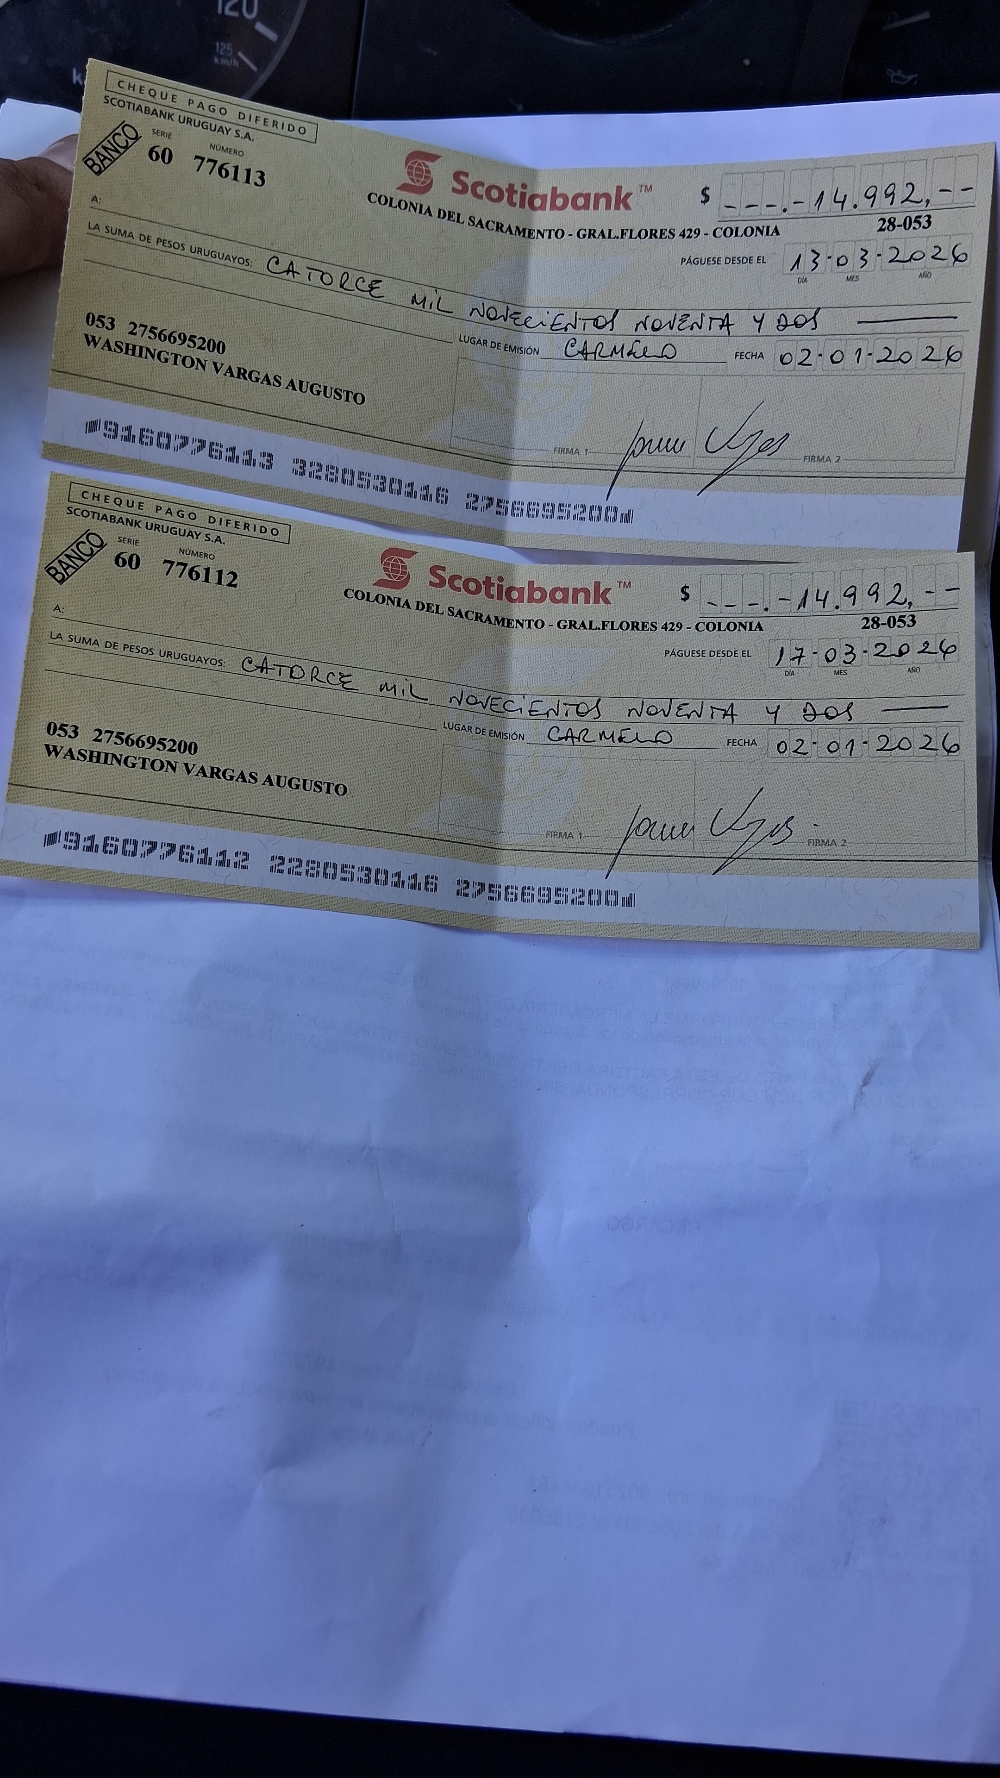 120
125
km/h
CHEQUE PAGO DIFERIDO
SCOTIABANK URUGUAY S.A.
BANCO
SERIE NÚMERO
60 776113
Scotiabank™
COLONIA DEL SACRAMENTO - GRAL.FLORES 429 - COLONIA
$ ---.-14.992,--
28-053
PÁGUESE DESDE EL 13-03-2026
DÍA MES AÑO
A:
LA SUMA DE PESOS URUGUAYOS: CATORCE MIL NOVECIENTOS NOVENTA Y DOS
LUGAR DE EMISIÓN CARMELO FECHA 02-01-2026
053 2756695200
WASHINGTON VARGAS AUGUSTO
FIRMA 1 FIRMA 2
9160776113 3280530116 2756695200
CHEQUE PAGO DIFERIDO
SCOTIABANK URUGUAY S.A.
BANCO
SERIE NÚMERO
60 776112
Scotiabank™
COLONIA DEL SACRAMENTO - GRAL.FLORES 429 - COLONIA
$ ---.-14.992,--
28-053
PÁGUESE DESDE EL 17-03-2026
DÍA MES AÑO
A:
LA SUMA DE PESOS URUGUAYOS: CATORCE MIL NOVECIENTOS NOVENTA Y DOS
LUGAR DE EMISIÓN CARMELO FECHA 02-01-2026
053 2756695200
WASHINGTON VARGAS AUGUSTO
FIRMA 1 FIRMA 2
9160776112 2280530116 2756695200